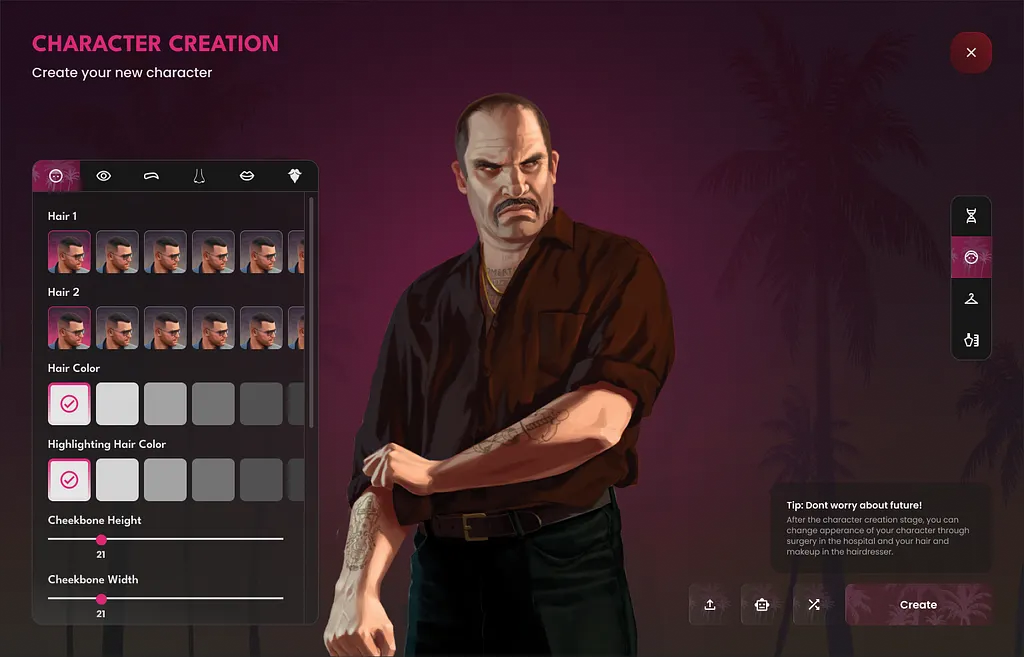 CHARACTER CREATION
Create your new character
Hair 1
Hair 2
Hair Color
Highlighting Hair Color
Cheekbone Height
21
Cheekbone Width
21
Tip: Dont worry about future!
After the character creation stage, you can
change apperance of your character through
surgery in the hospital and your hair and
makeup in the hairdresser.
Create